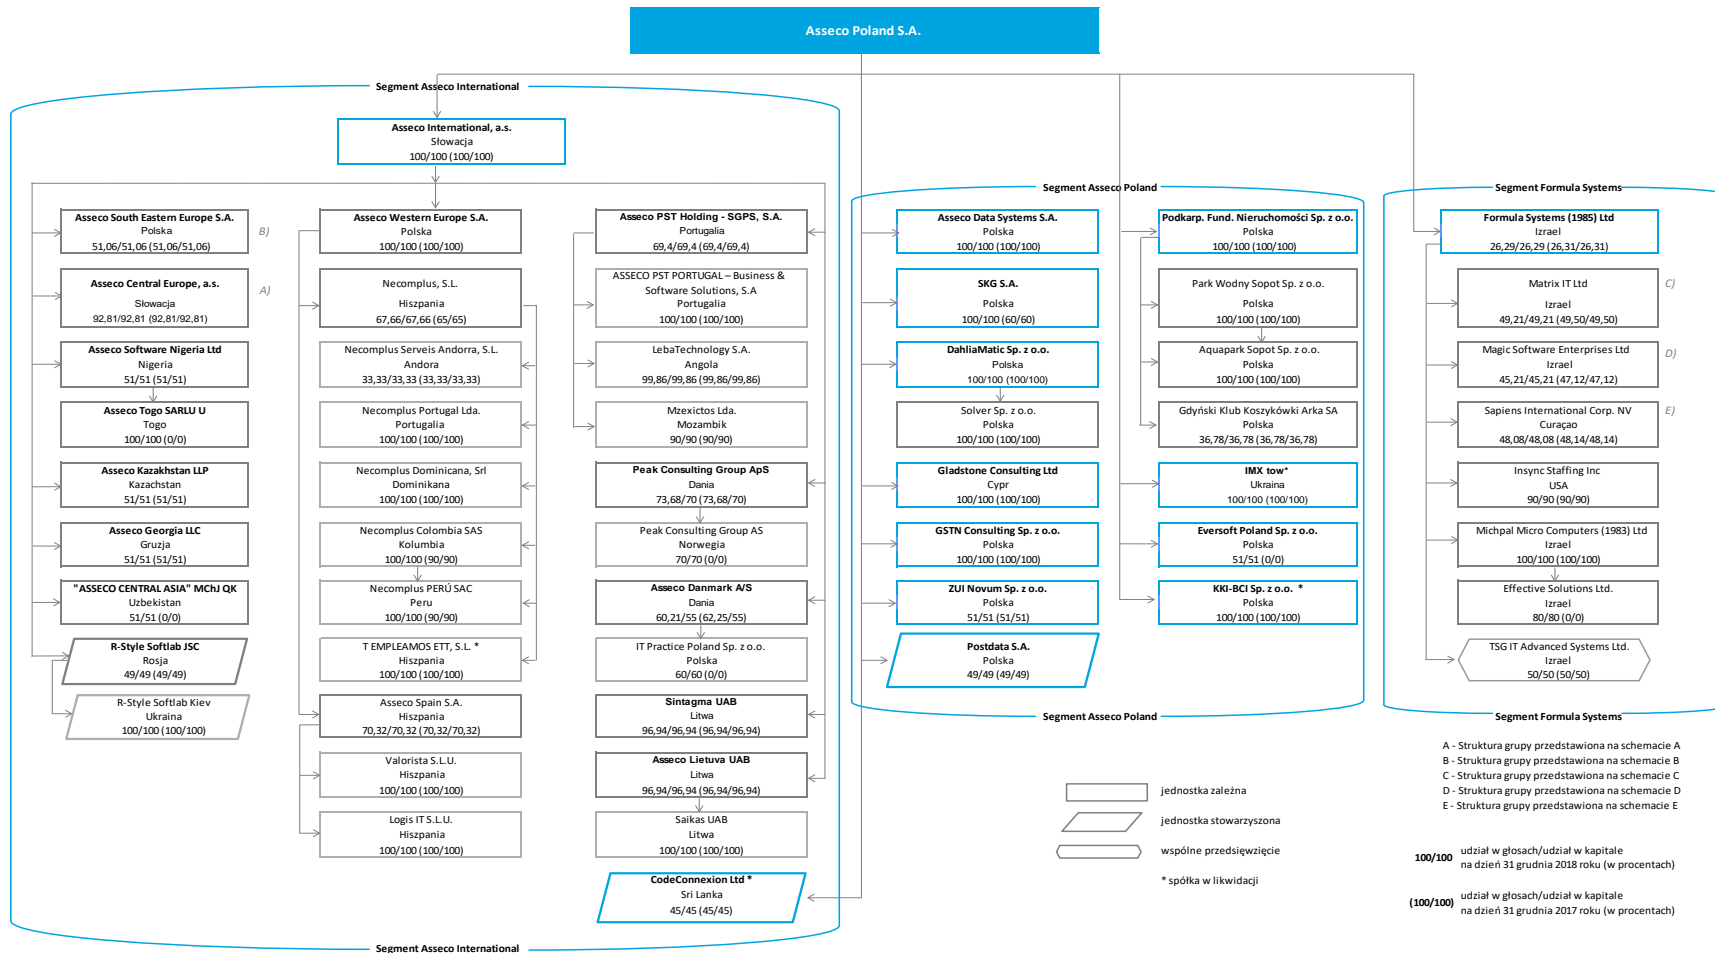 Asseco Poland S.A.
Segment Asseco International
Asseco International, a.s.
Słowacja
100/100 (100/100)
Asseco South Eastern Europe S.A.
Polska
51,06/51,06 (51,06/51,06)
B)
Asseco Central Europe, a.s.
Słowacja
92,81/92,81 (92,81/92,81)
A)
Asseco Software Nigeria Ltd
Nigeria
51/51 (51/51)
Asseco Togo SARLU U
Togo
100/100 (0/0)
Asseco Kazakhstan LLP
Kazachstan
51/51 (51/51)
Asseco Georgia LLC
Gruzja
51/51 (51/51)
"ASSECO CENTRAL ASIA" MChJ QK
Uzbekistan
51/51 (0/0)
R-Style Softlab JSC
Rosja
49/49 (49/49)
R-Style Softlab Kiev
Ukraina
100/100 (100/100)
Asseco Western Europe S.A.
Polska
100/100 (100/100)
Necomplus, S.L.
Hiszpania
67,66/67,66 (65/65)
Necomplus Serveis Andorra, S.L.
Andora
33,33/33,33 (33,33/33,33)
Necomplus Portugal Lda.
Portugalia
100/100 (100/100)
Necomplus Dominicana, Srl
Dominikana
100/100 (100/100)
Necomplus Colombia SAS
Kolumbia
100/100 (90/90)
Necomplus PERÚ SAC
Peru
100/100 (90/90)
T EMPLEAMOS ETT, S.L. *
Hiszpania
100/100 (100/100)
Asseco Spain S.A.
Hiszpania
70,32/70,32 (70,32/70,32)
Valorista S.L.U.
Hiszpania
100/100 (100/100)
Logis IT S.L.U.
Hiszpania
100/100 (100/100)
Asseco PST Holding - SGPS, S.A.
Portugalia
69,4/69,4 (69,4/69,4)
ASSECO PST PORTUGAL – Business &
Software Solutions, S.A
Portugalia
100/100 (100/100)
LebaTechnology S.A.
Angola
99,86/99,86 (99,86/99,86)
Mzexictos Lda.
Mozambik
90/90 (90/90)
Peak Consulting Group ApS
Dania
73,68/70 (73,68/70)
Peak Consulting Group AS
Norwegia
70/70 (0/0)
Asseco Danmark A/S
Dania
60,21/55 (62,25/55)
IT Practice Poland Sp. z o.o.
Polska
60/60 (0/0)
Sintagma UAB
Litwa
96,94/96,94 (96,94/96,94)
Asseco Lietuva UAB
Litwa
96,94/96,94 (96,94/96,94)
Saikas UAB
Litwa
100/100 (100/100)
CodeConnexion Ltd *
Sri Lanka
45/45 (45/45)
Segment Asseco International
Segment Asseco Poland
Asseco Data Systems S.A.
Polska
100/100 (100/100)
SKG S.A.
Polska
100/100 (60/60)
DahliaMatic Sp. z o.o.
Polska
100/100 (100/100)
Solver Sp. z o.o.
Polska
100/100 (100/100)
Gladstone Consulting Ltd
Cypr
100/100 (100/100)
GSTN Consulting Sp. z o.o.
Polska
100/100 (100/100)
ZUI Novum Sp. z o.o.
Polska
51/51 (51/51)
Postdata S.A.
Polska
49/49 (49/49)
Podkarp. Fund. Nieruchomości Sp. z o.o.
Polska
100/100 (100/100)
Park Wodny Sopot Sp. z o.o.
Polska
100/100 (100/100)
Aquapark Sopot Sp. z o.o.
Polska
100/100 (100/100)
Gdyński Klub Koszykówki Arka SA
Polska
36,78/36,78 (36,78/36,78)
IMX tow*
Ukraina
100/100 (100/100)
Eversoft Poland Sp. z o.o.
Polska
51/51 (0/0)
KKI-BCI Sp. z o.o. *
Polska
100/100 (100/100)
Segment Asseco Poland
Segment Formula Systems
Formula Systems (1985) Ltd
Izrael
26,29/26,29 (26,31/26,31)
Matrix IT Ltd
Izrael
49,21/49,21 (49,50/49,50)
C)
Magic Software Enterprises Ltd
Izrael
45,21/45,21 (47,12/47,12)
D)
Sapiens International Corp. NV
Curaçao
48,08/48,08 (48,14/48,14)
E)
Insync Staffing Inc
USA
90/90 (90/90)
Michpal Micro Computers (1983) Ltd
Izrael
100/100 (100/100)
Effective Solutions Ltd.
Izrael
80/80 (0/0)
TSG IT Advanced Systems Ltd.
Izrael
50/50 (50/50)
Segment Formula Systems
A - Struktura grupy przedstawiona na schemacie A
B - Struktura grupy przedstawiona na schemacie B
C - Struktura grupy przedstawiona na schemacie C
D - Struktura grupy przedstawiona na schemacie D
E - Struktura grupy przedstawiona na schemacie E
jednostka zależna
jednostka stowarzyszona
wspólne przedsięwzięcie
* spółka w likwidacji
100/100 udział w głosach/udział w kapitale
na dzień 31 grudnia 2018 roku (w procentach)
(100/100) udział w głosach/udział w kapitale
na dzień 31 grudnia 2017 roku (w procentach)